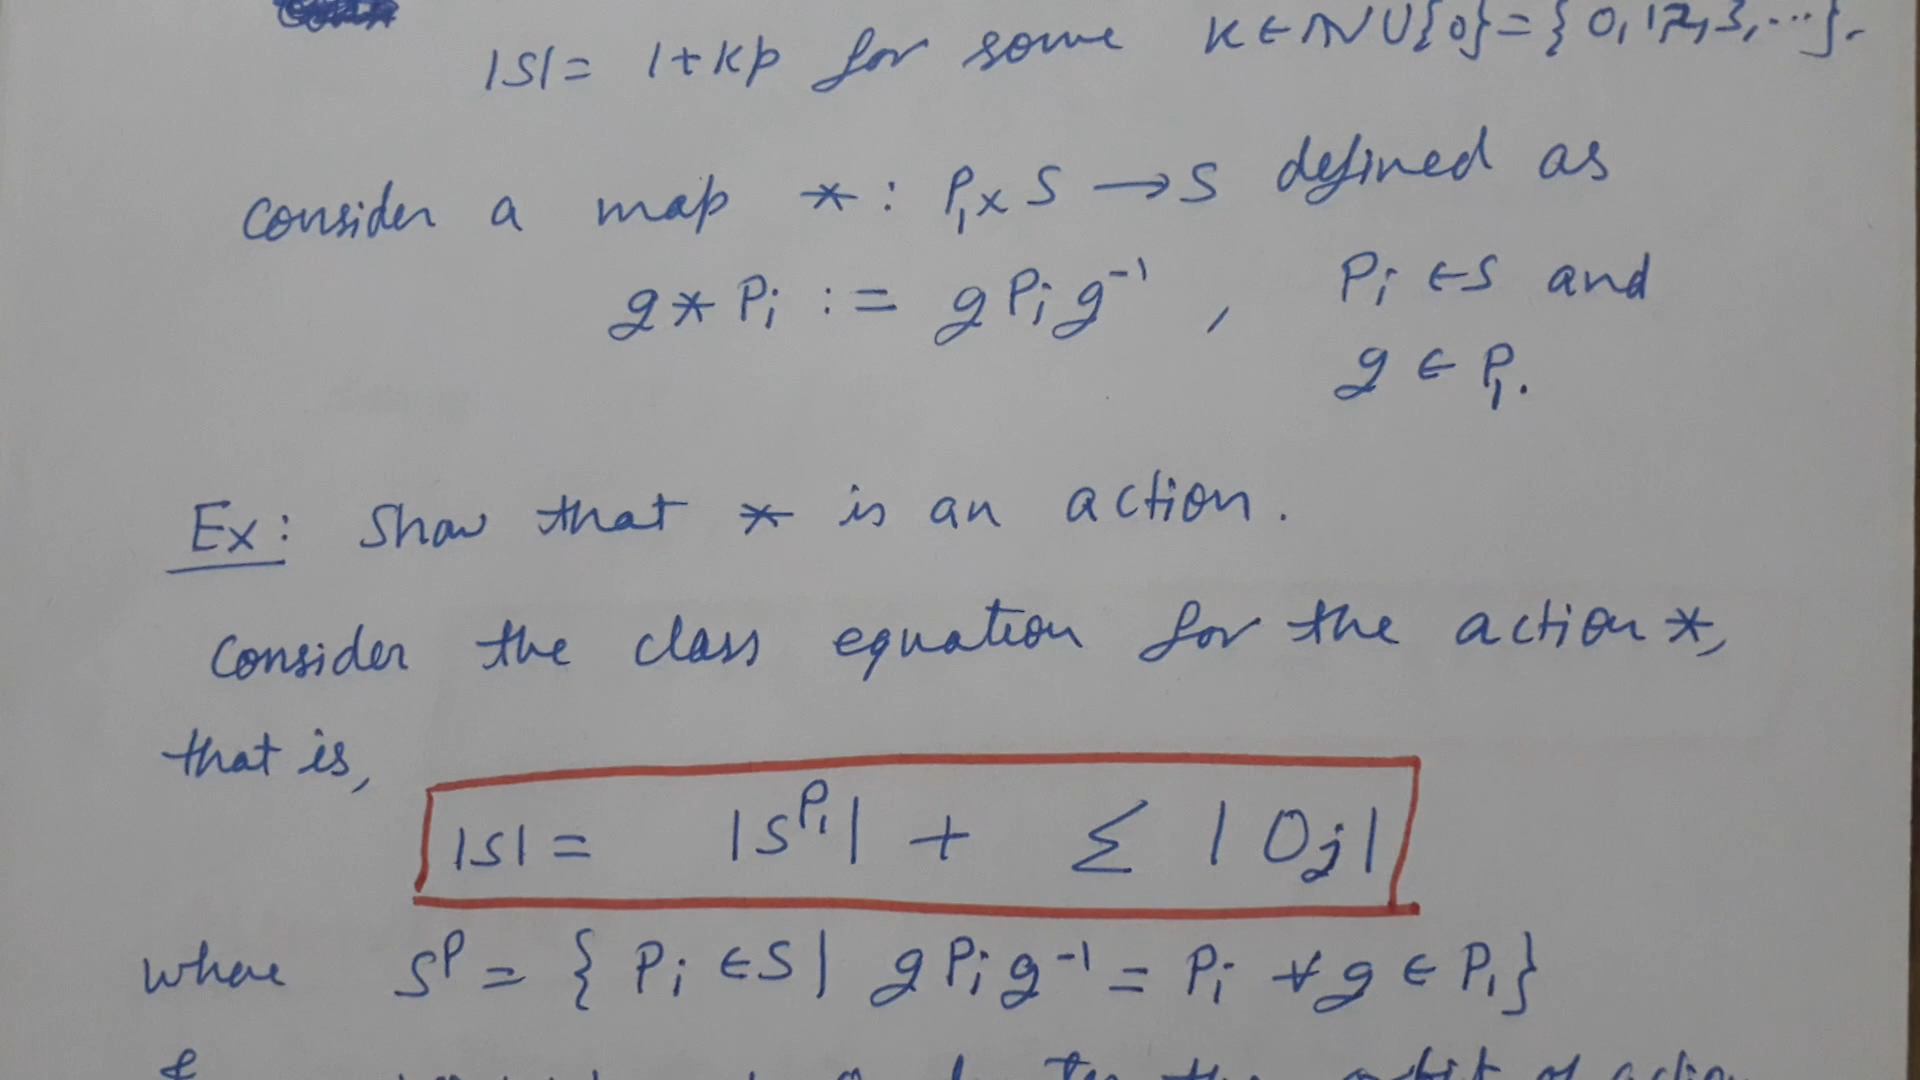 |S| = 1+kp for some K ∈ ℕ ∪ {0} = {0,1,2,3,...}.
Consider a map * : P₁ × S → S defined as
g * Pᵢ := g Pᵢ g⁻¹ , Pᵢ ∈ S and
g ∈ P₁.
Ex: Show that * is an action.
Consider the class equation for the action *,
that is,
|S| = |S^P₁| + Σ |Oⱼ|
where S^P = { Pᵢ ∈ S | g Pᵢ g⁻¹ = Pᵢ ∀ g ∈ P₁}
&